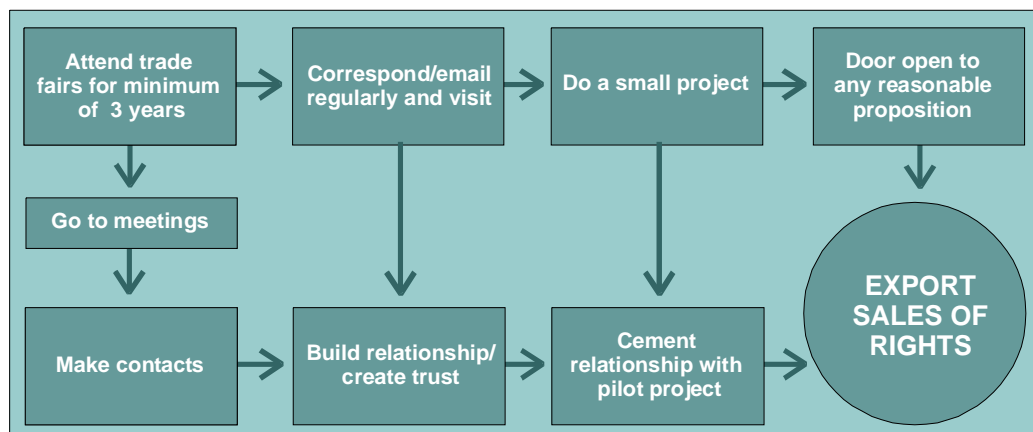 Attend trade
fairs for minimum
of 3 years
Correspond/email
regularly and visit
Do a small project
Door open to
any reasonable
proposition
Go to meetings
Make contacts
Build relationship/
create trust
Cement
relationship with
pilot project
EXPORT
SALES OF
RIGHTS